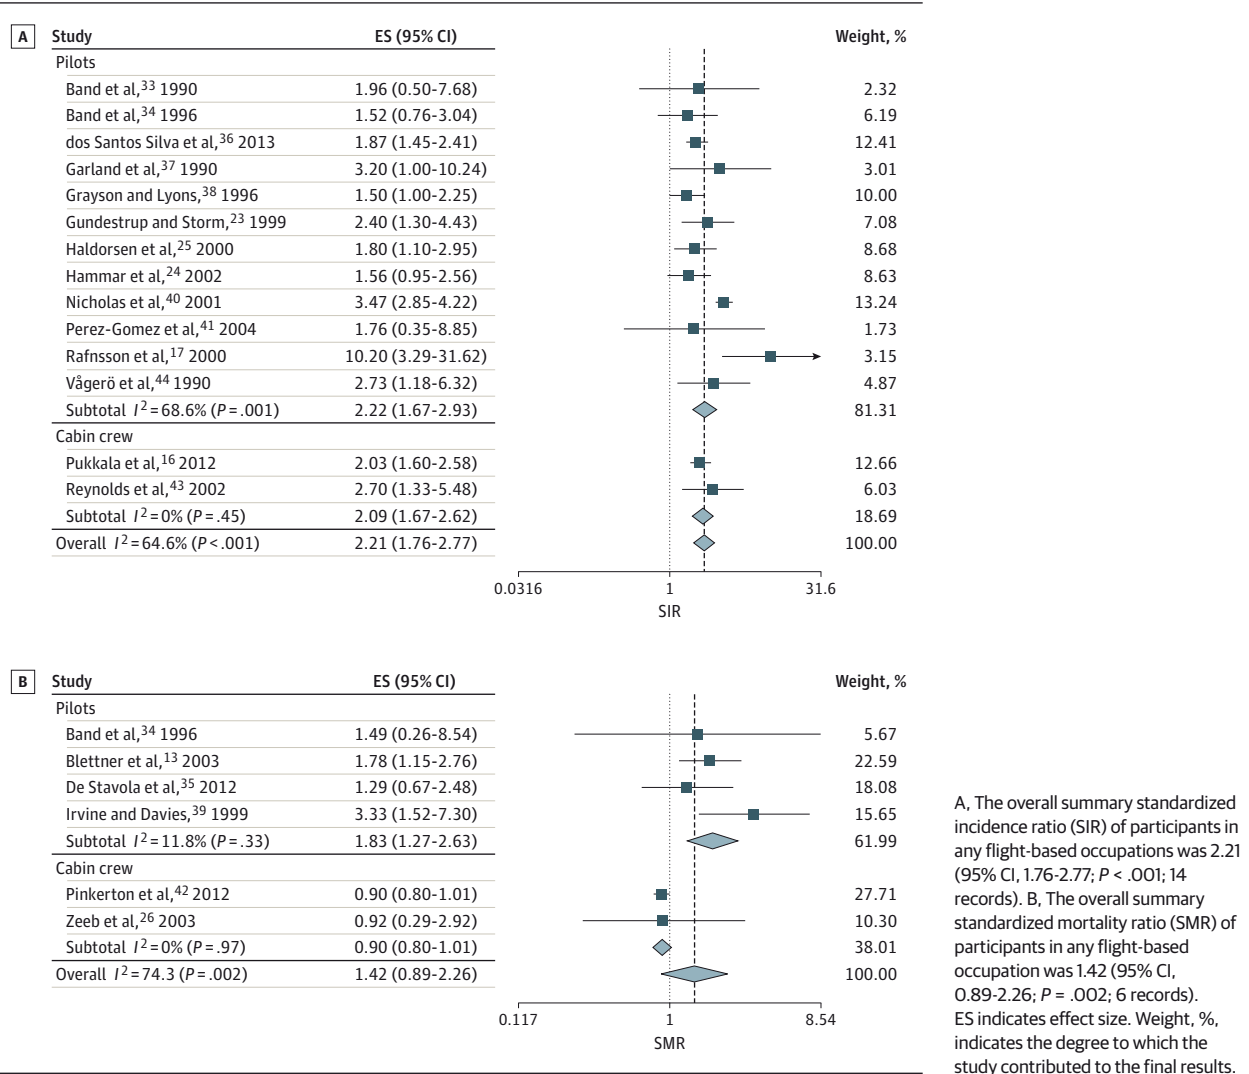 A Study ES (95% CI) Weight, %
Pilots
Band et al,33 1990 1.96 (0.50-7.68) 2.32
Band et al,34 1996 1.52 (0.76-3.04) 6.19
dos Santos Silva et al,36 2013 1.87 (1.45-2.41) 12.41
Garland et al,37 1990 3.20 (1.00-10.24) 3.01
Grayson and Lyons,38 1996 1.50 (1.00-2.25) 10.00
Gundestrup and Storm,23 1999 2.40 (1.30-4.43) 7.08
Haldorsen et al,25 2000 1.80 (1.10-2.95) 8.68
Hammar et al,24 2002 1.56 (0.95-2.56) 8.63
Nicholas et al,40 2001 3.47 (2.85-4.22) 13.24
Perez-Gomez et al,41 2004 1.76 (0.35-8.85) 1.73
Rafnsson et al,17 2000 10.20 (3.29-31.62) 3.15
Vågerö et al,44 1990 2.73 (1.18-6.32) 4.87
Subtotal I2 = 68.6% (P = .001) 2.22 (1.67-2.93) 81.31
Cabin crew
Pukkala et al,16 2012 2.03 (1.60-2.58) 12.66
Reynolds et al,43 2002 2.70 (1.33-5.48) 6.03
Subtotal I2 = 0% (P = .45) 2.09 (1.67-2.62) 18.69
Overall I2 = 64.6% (P < .001) 2.21 (1.76-2.77) 100.00
0.0316 1 31.6
SIR
B Study ES (95% CI) Weight, %
Pilots
Band et al,34 1996 1.49 (0.26-8.54) 5.67
Blettner et al,13 2003 1.78 (1.15-2.76) 22.59
De Stavola et al,35 2012 1.29 (0.67-2.48) 18.08
Irvine and Davies,39 1999 3.33 (1.52-7.30) 15.65
Subtotal I2 = 11.8% (P = .33) 1.83 (1.27-2.63) 61.99
Cabin crew
Pinkerton et al,42 2012 0.90 (0.80-1.01) 27.71
Zeeb et al,26 2003 0.92 (0.29-2.92) 10.30
Subtotal I2 = 0% (P = .97) 0.90 (0.80-1.01) 38.01
Overall I2 = 74.3 (P = .002) 1.42 (0.89-2.26) 100.00
0.117 1 8.54
SMR
A, The overall summary standardized
incidence ratio (SIR) of participants in
any flight-based occupations was 2.21
(95% CI, 1.76-2.77; P < .001; 14
records). B, The overall summary
standardized mortality ratio (SMR) of
participants in any flight-based
occupation was 1.42 (95% CI,
0.89-2.26; P = .002; 6 records).
ES indicates effect size. Weight, %,
indicates the degree to which the
study contributed to the final results.